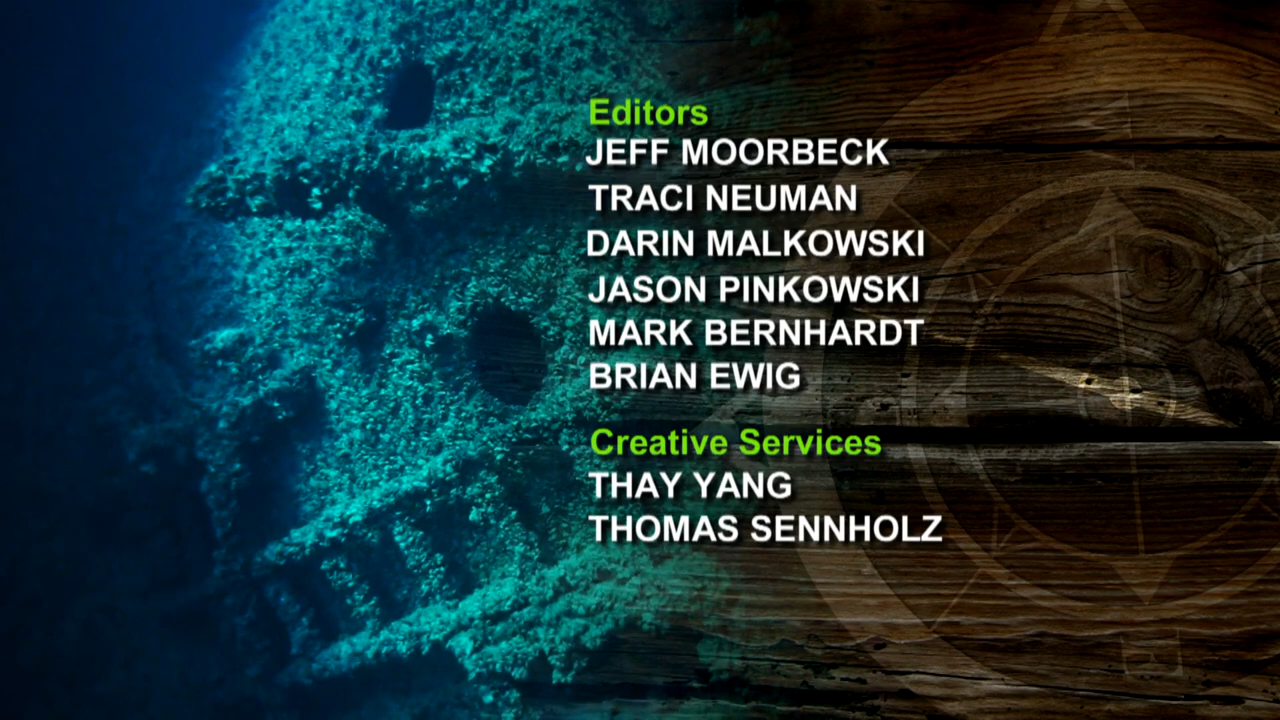 Editors
JEFF MOORBECK
TRACI NEUMAN
DARIN MALKOWSKI
JASON PINKOWSKI
MARK BERNHARDT
BRIAN EWIG
Creative Services
THAY YANG
THOMAS SENNHOLZ